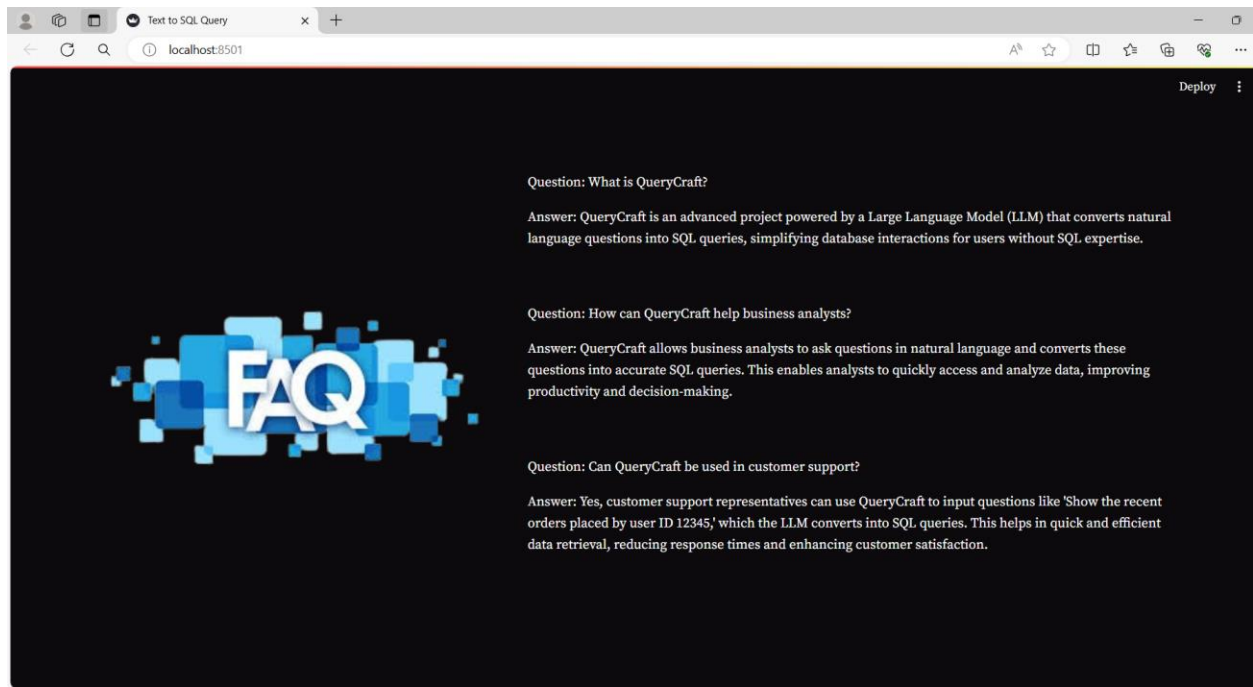 Text to SQL Query
localhost:8501
Deploy
FAQ
Question: What is QueryCraft?
Answer: QueryCraft is an advanced project powered by a Large Language Model (LLM) that converts natural
language questions into SQL queries, simplifying database interactions for users without SQL expertise.
Question: How can QueryCraft help business analysts?
Answer: QueryCraft allows business analysts to ask questions in natural language and converts these
questions into accurate SQL queries. This enables analysts to quickly access and analyze data, improving
productivity and decision-making.
Question: Can QueryCraft be used in customer support?
Answer: Yes, customer support representatives can use QueryCraft to input questions like 'Show the recent
orders placed by user ID 12345,' which the LLM converts into SQL queries. This helps in quick and efficient
data retrieval, reducing response times and enhancing customer satisfaction.